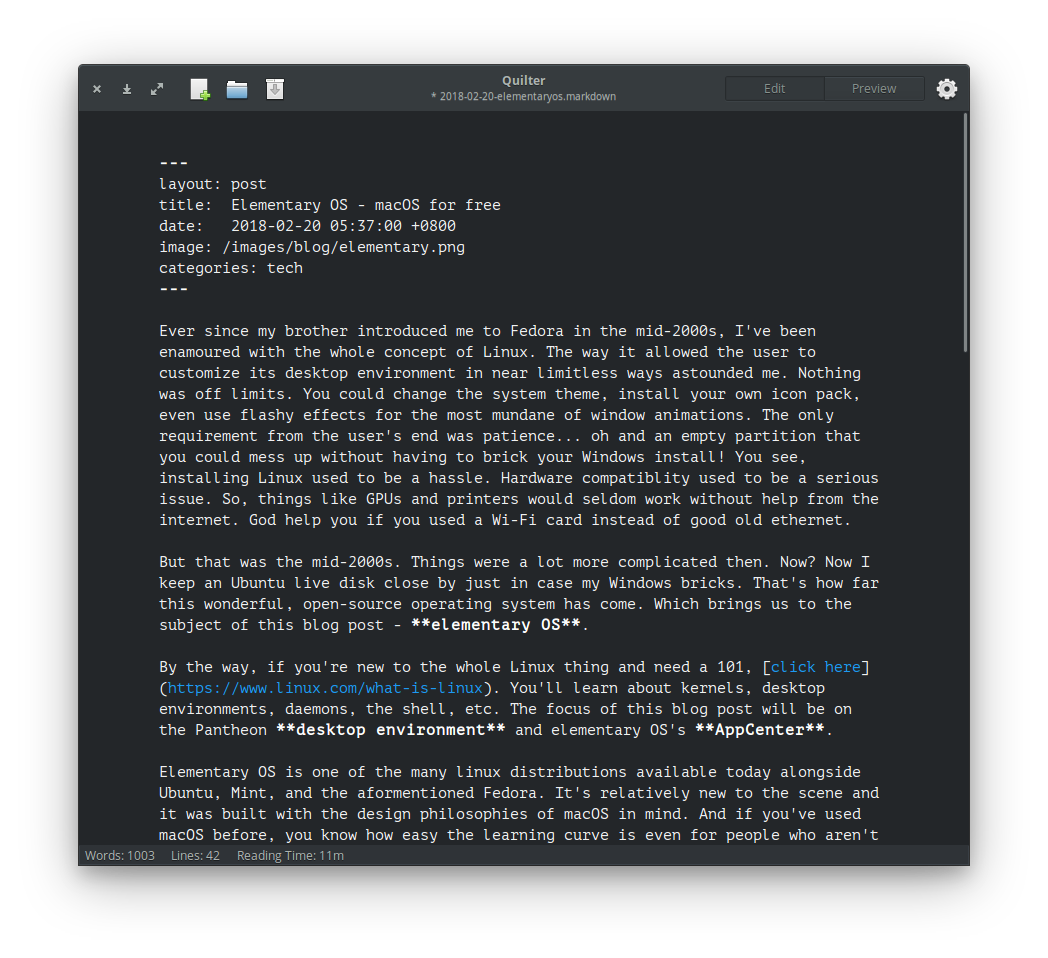 Quilter
* 2018-02-20-elementaryos.markdown
Edit
Preview
---
layout: post
title:  Elementary OS - macOS for free
date:   2018-02-20 05:37:00 +0800
image: /images/blog/elementary.png
categories: tech
---
Ever since my brother introduced me to Fedora in the mid-2000s, I've been
enamoured with the whole concept of Linux. The way it allowed the user to
customize its desktop environment in near limitless ways astounded me. Nothing
was off limits. You could change the system theme, install your own icon pack,
even use flashy effects for the most mundane of window animations. The only
requirement from the user's end was patience... oh and an empty partition that
you could mess up without having to brick your Windows install! You see,
installing Linux used to be a hassle. Hardware compatiblity used to be a serious
issue. So, things like GPUs and printers would seldom work without help from the
internet. God help you if you used a Wi-Fi card instead of good old ethernet.
But that was the mid-2000s. Things were a lot more complicated then. Now? Now I
keep an Ubuntu live disk close by just in case my Windows bricks. That's how far
this wonderful, open-source operating system has come. Which brings us to the
subject of this blog post - **elementary OS**.
By the way, if you're new to the whole Linux thing and need a 101, [click here]
(https://www.linux.com/what-is-linux). You'll learn about kernels, desktop
environments, daemons, the shell, etc. The focus of this blog post will be on
the Pantheon **desktop environment** and elementary OS's **AppCenter**.
Elementary OS is one of the many linux distributions available today alongside
Ubuntu, Mint, and the aformentioned Fedora. It's relatively new to the scene and
it was built with the design philosophies of macOS in mind. And if you've used
macOS before, you know how easy the learning curve is even for people who aren't
Words: 1003
Lines: 42
Reading Time: 11m